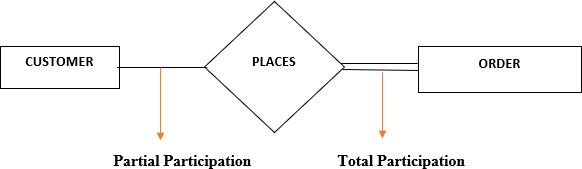 CUSTOMER
PLACES
ORDER
Partial Participation
Total Participation